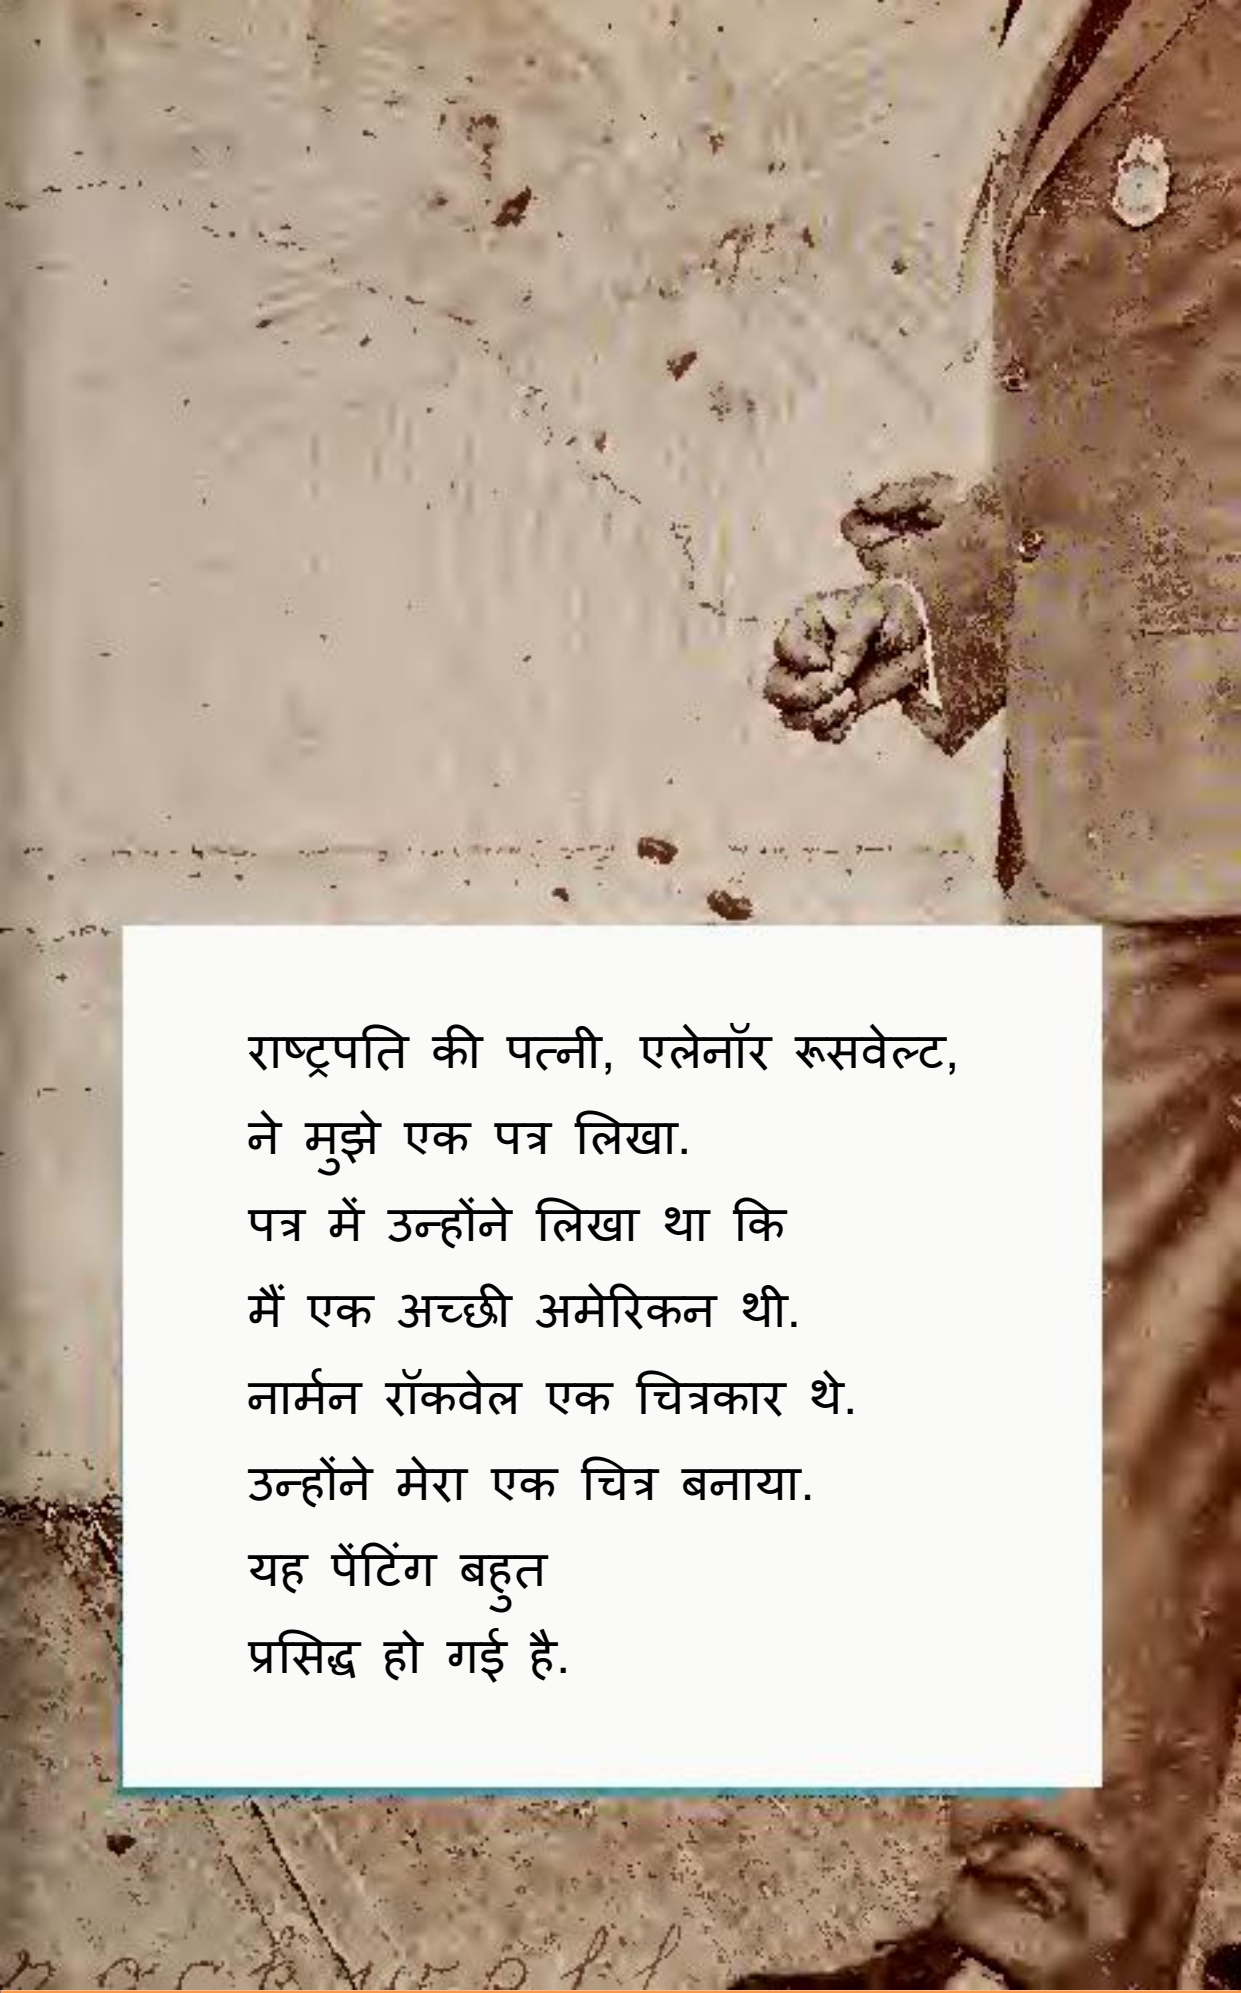 राष्ट्रपति की पत्नी, एलेनॉर रूसवेल्ट,
ने मुझे एक पत्र लिखा.
पत्र में उन्होंने लिखा था कि
मैं एक अच्छी अमेरिकन थी.
नार्मन रॉकवेल एक चित्रकार थे.
उन्होंने मेरा एक चित्र बनाया.
यह पेंटिंग बहुत
प्रसिद्ध हो गई है.